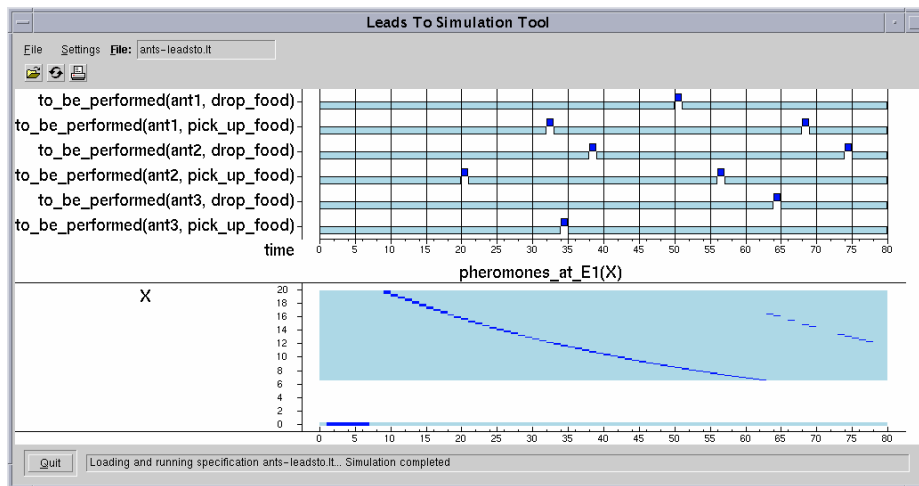 Leads To Simulation Tool
File Settings File: ants-leadsto.lt
to_be_performed(ant1, drop_food)
to_be_performed(ant1, pick_up_food)
to_be_performed(ant2, drop_food)
to_be_performed(ant2, pick_up_food)
to_be_performed(ant3, drop_food)
to_be_performed(ant3, pick_up_food)
time 0 5 10 15 20 25 30 35 40 45 50 55 60 65 70 75 80
pheromones_at_E1(X)
X
20
18
16
14
12
10
8
6
4
2
0
0 5 10 15 20 25 30 35 40 45 50 55 60 65 70 75 80
Quit Loading and running specification ants-leadsto.lt... Simulation completed